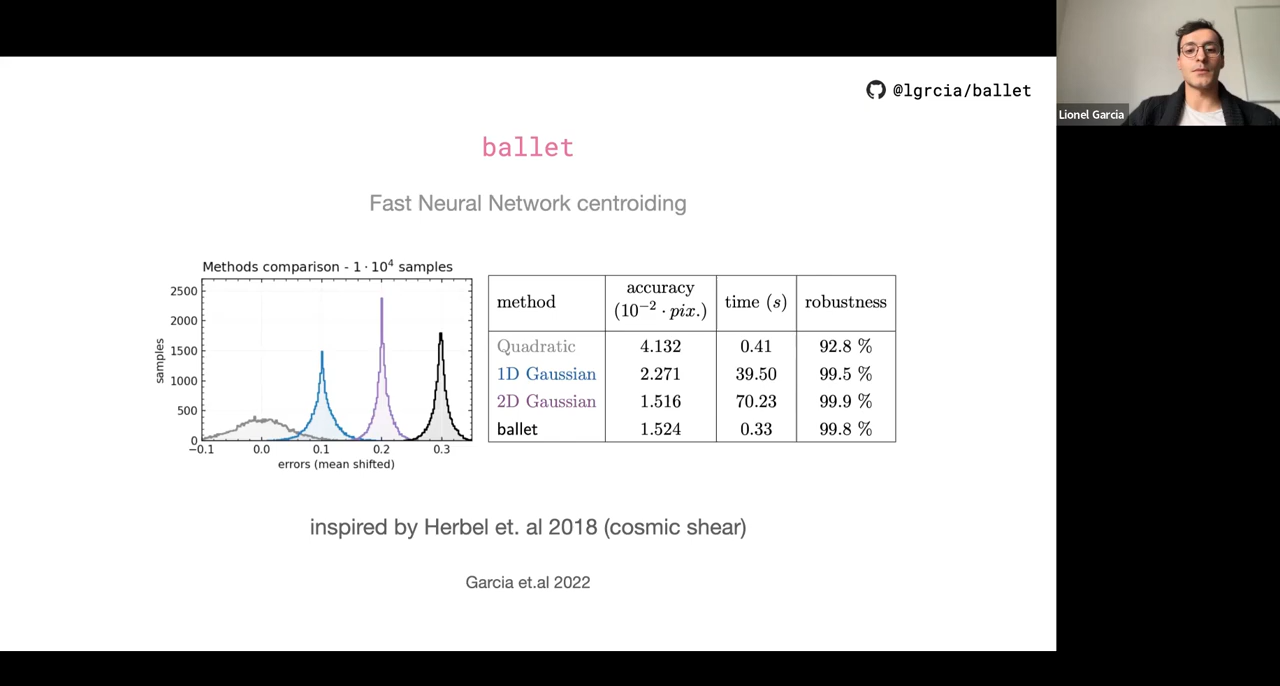 @lgrcia/ballet
Lionel Garcia
ballet
Fast Neural Network centroiding
Methods comparison - 1 · 10⁴ samples
2500
2000
1500
1000
500
0
samples
−0.1 0.0 0.1 0.2 0.3
errors (mean shifted)
method accuracy (10⁻² · pix.) time (s) robustness
Quadratic 4.132 0.41 92.8 %
1D Gaussian 2.271 39.50 99.5 %
2D Gaussian 1.516 70.23 99.9 %
ballet 1.524 0.33 99.8 %
inspired by Herbel et. al 2018 (cosmic shear)
Garcia et.al 2022